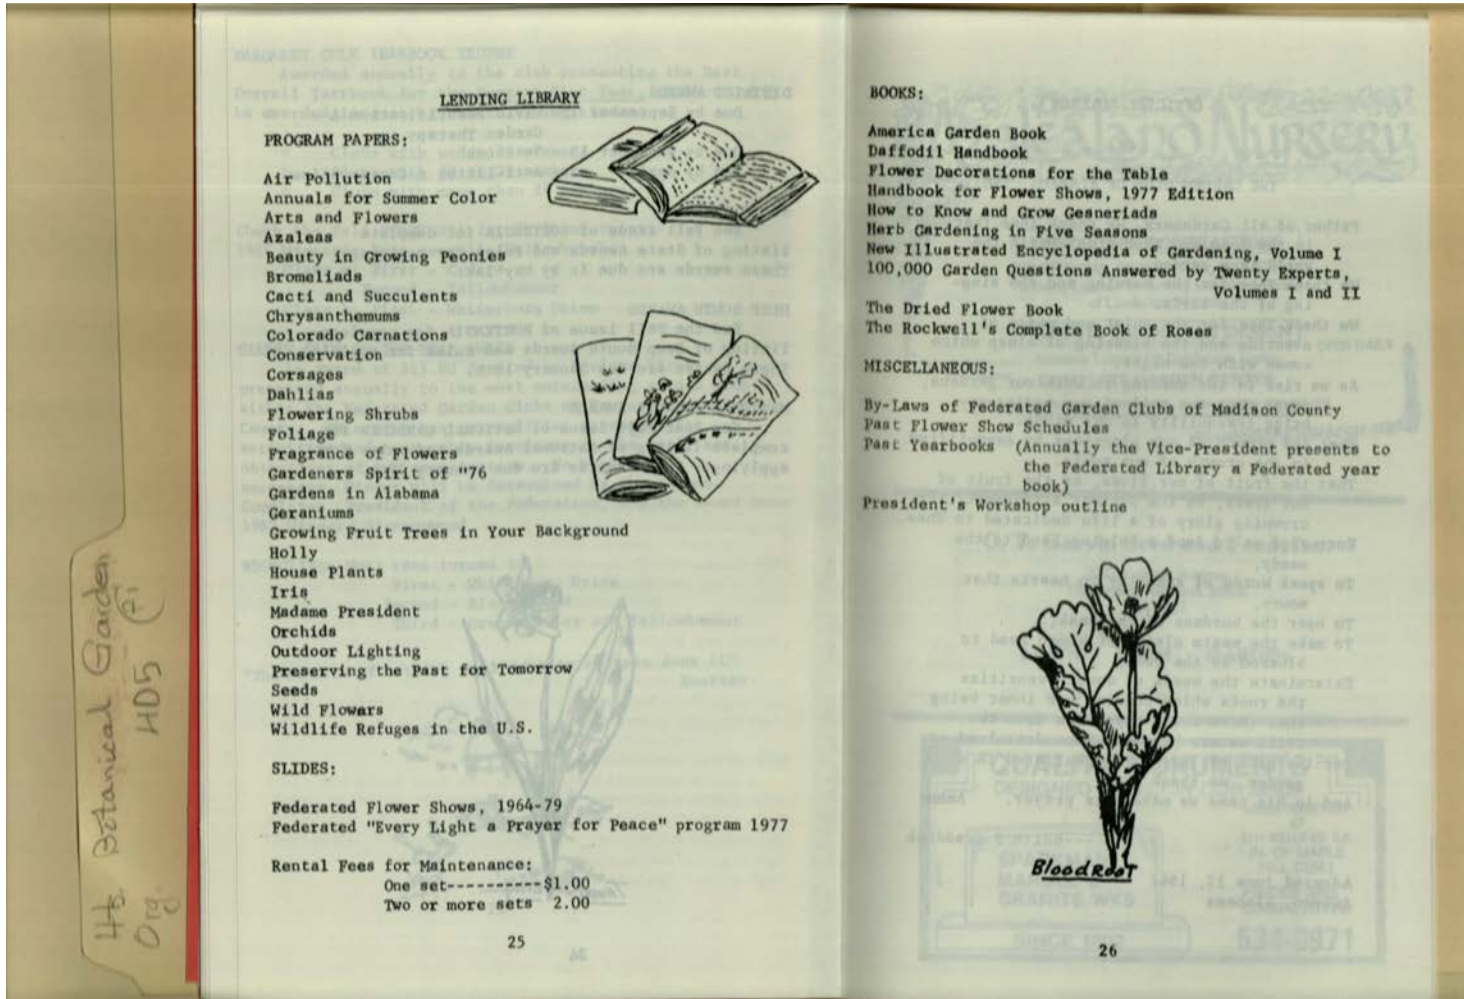 LENDING LIBRARY
PROGRAM PAPERS:
Air Pollution
Annuals for Summer Color
Arts and Flowers
Azaleas
Beauty in Growing Peonies
Bromeliads
Cacti and Succulents
Chrysanthemums
Colorado Carnations
Conservation
Corsages
Dahlias
Flowering Shrubs
Foliage
Fragrance of Flowers
Gardeners Spirit of "76
Gardens in Alabama
Geraniums
Growing Fruit Trees in Your Background
Holly
House Plants
Iris
Madame President
Orchids
Outdoor Lighting
Preserving the Past for Tomorrow
Seeds
Wild Flowers
Wildlife Refuges in the U.S.
SLIDES:
Federated Flower Shows, 1964-79
Federated "Every Light a Prayer for Peace" program 1977
Rental Fees for Maintenance:
One set----------$1.00
Two or more sets 2.00
25
BOOKS:
America Garden Book
Daffodil Handbook
Flower Decorations for the Table
Handbook for Flower Shows, 1977 Edition
How to Know and Grow Gesneriads
Herb Gardening in Five Seasons
New Illustrated Encyclopedia of Gardening, Volume I
100,000 Garden Questions Answered by Twenty Experts,
Volumes I and II
The Dried Flower Book
The Rockwell's Complete Book of Roses
MISCELLANEOUS:
By-Laws of Federated Garden Clubs of Madison County
Past Flower Show Schedules
Past Yearbooks (Annually the Vice-President presents to
the Federated Library a Federated year
book)
President's Workshop outline
BloodRooT
26
Botanical Garden
Org. HD5